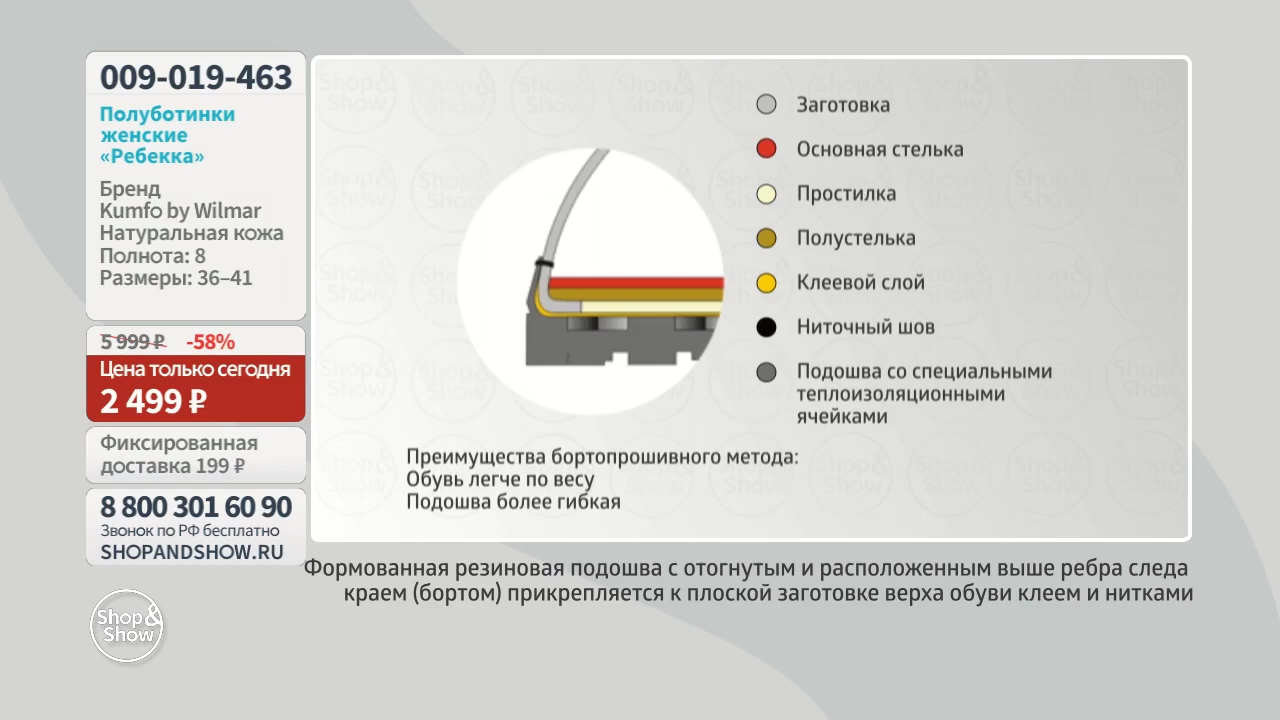 009-019-463
Полуботинки
женские
«Ребекка»
Бренд
Kumfo by Wilmar
Натуральная кожа
Полнота: 8
Размеры: 36–41
5 999 ₽ -58%
Цена только сегодня
2 499 ₽
Фиксированная
доставка 199 ₽
8 800 301 60 90
Звонок по РФ бесплатно
SHOPANDSHOW.RU
Shop&
Show
Заготовка
Основная стелька
Простилка
Полустелька
Клеевой слой
Ниточный шов
Подошва со специальными
теплоизоляционными
ячейками
Преимущества бортопрошивного метода:
Обувь легче по весу
Подошва более гибкая
Формованная резиновая подошва с отогнутым и расположенным выше ребра следа
краем (бортом) прикрепляется к плоской заготовке верха обуви клеем и нитками